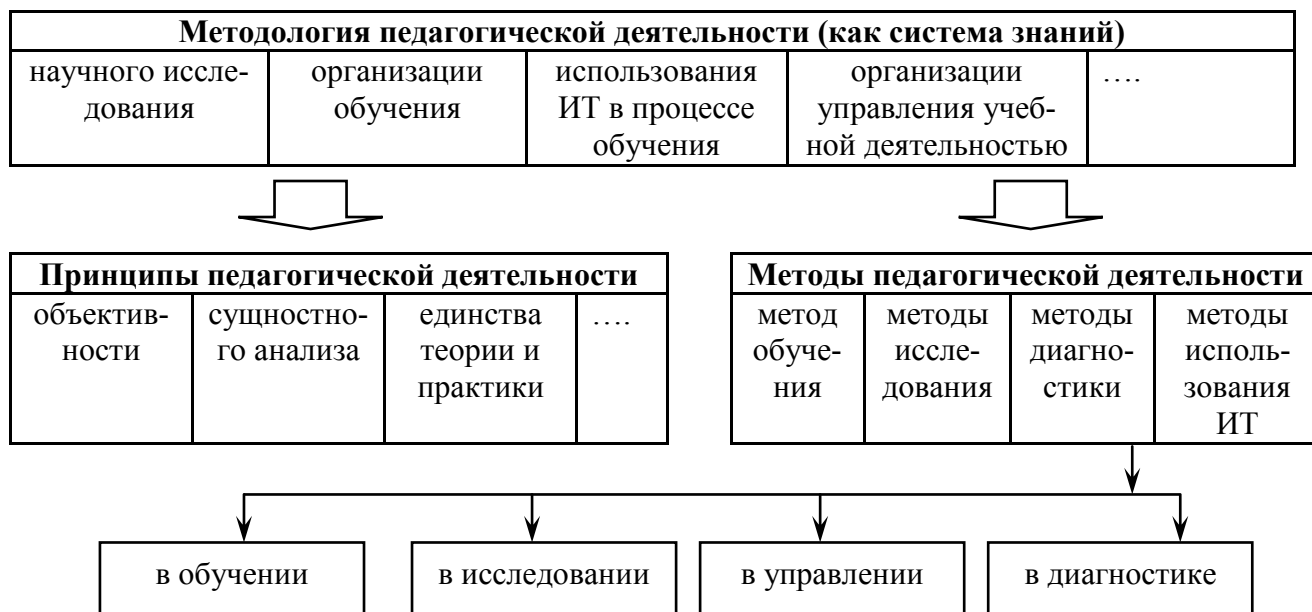 Методология педагогической деятельности (как система знаний)
научного иссле-
дования
организации
обучения
использования
ИТ в процессе
обучения
организации
управления учеб-
ной деятельностью
….
Принципы педагогической деятельности
объектив-
ности
сущностно-
го анализа
единства
теории и
практики
….
Методы педагогической деятельности
метод
обуче-
ния
методы
иссле-
дования
методы
диагно-
стики
методы
исполь-
зования
ИТ
в обучении
в исследовании
в управлении
в диагностике